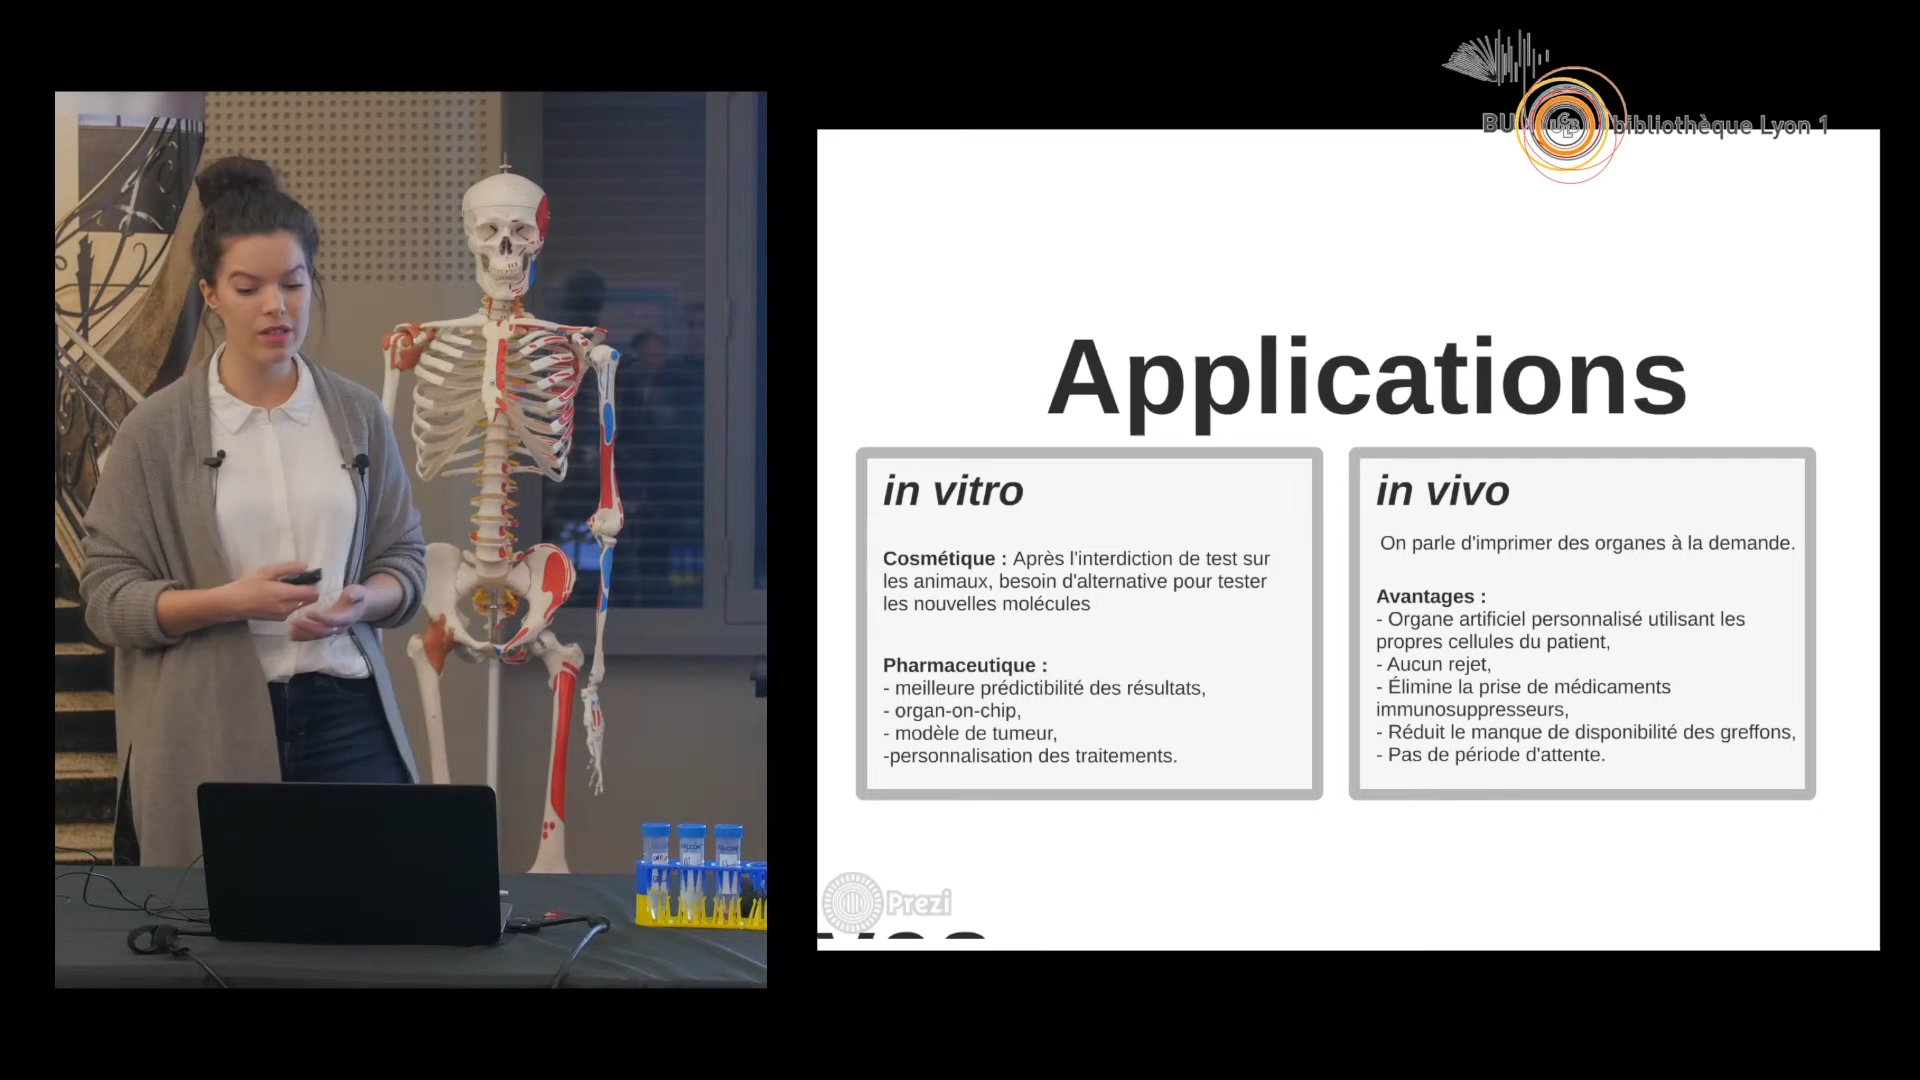 BU bibliothèque Lyon 1
UCBL
Applications
in vitro
Cosmétique : Après l'interdiction de test sur
les animaux, besoin d'alternative pour tester
les nouvelles molécules
Pharmaceutique :
- meilleure prédictibilité des résultats,
- organ-on-chip,
- modèle de tumeur,
-personnalisation des traitements.
in vivo
On parle d'imprimer des organes à la demande.
Avantages :
- Organe artificiel personnalisé utilisant les
propres cellules du patient,
- Aucun rejet,
- Élimine la prise de médicaments
immunosuppresseurs,
- Réduit le manque de disponibilité des greffons,
- Pas de période d'attente.
Prezi
FALCON
FALCON